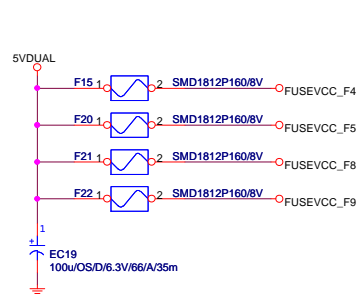 5VDUAL
F15 1 2 SMD1812P160/8V FUSEVCC_F4
F20 1 2 SMD1812P160/8V FUSEVCC_F5
F21 1 2 SMD1812P160/8V FUSEVCC_F8
F22 1 2 SMD1812P160/8V FUSEVCC_F9
1
+
EC19
100u/OS/D/6.3V/66/A/35m